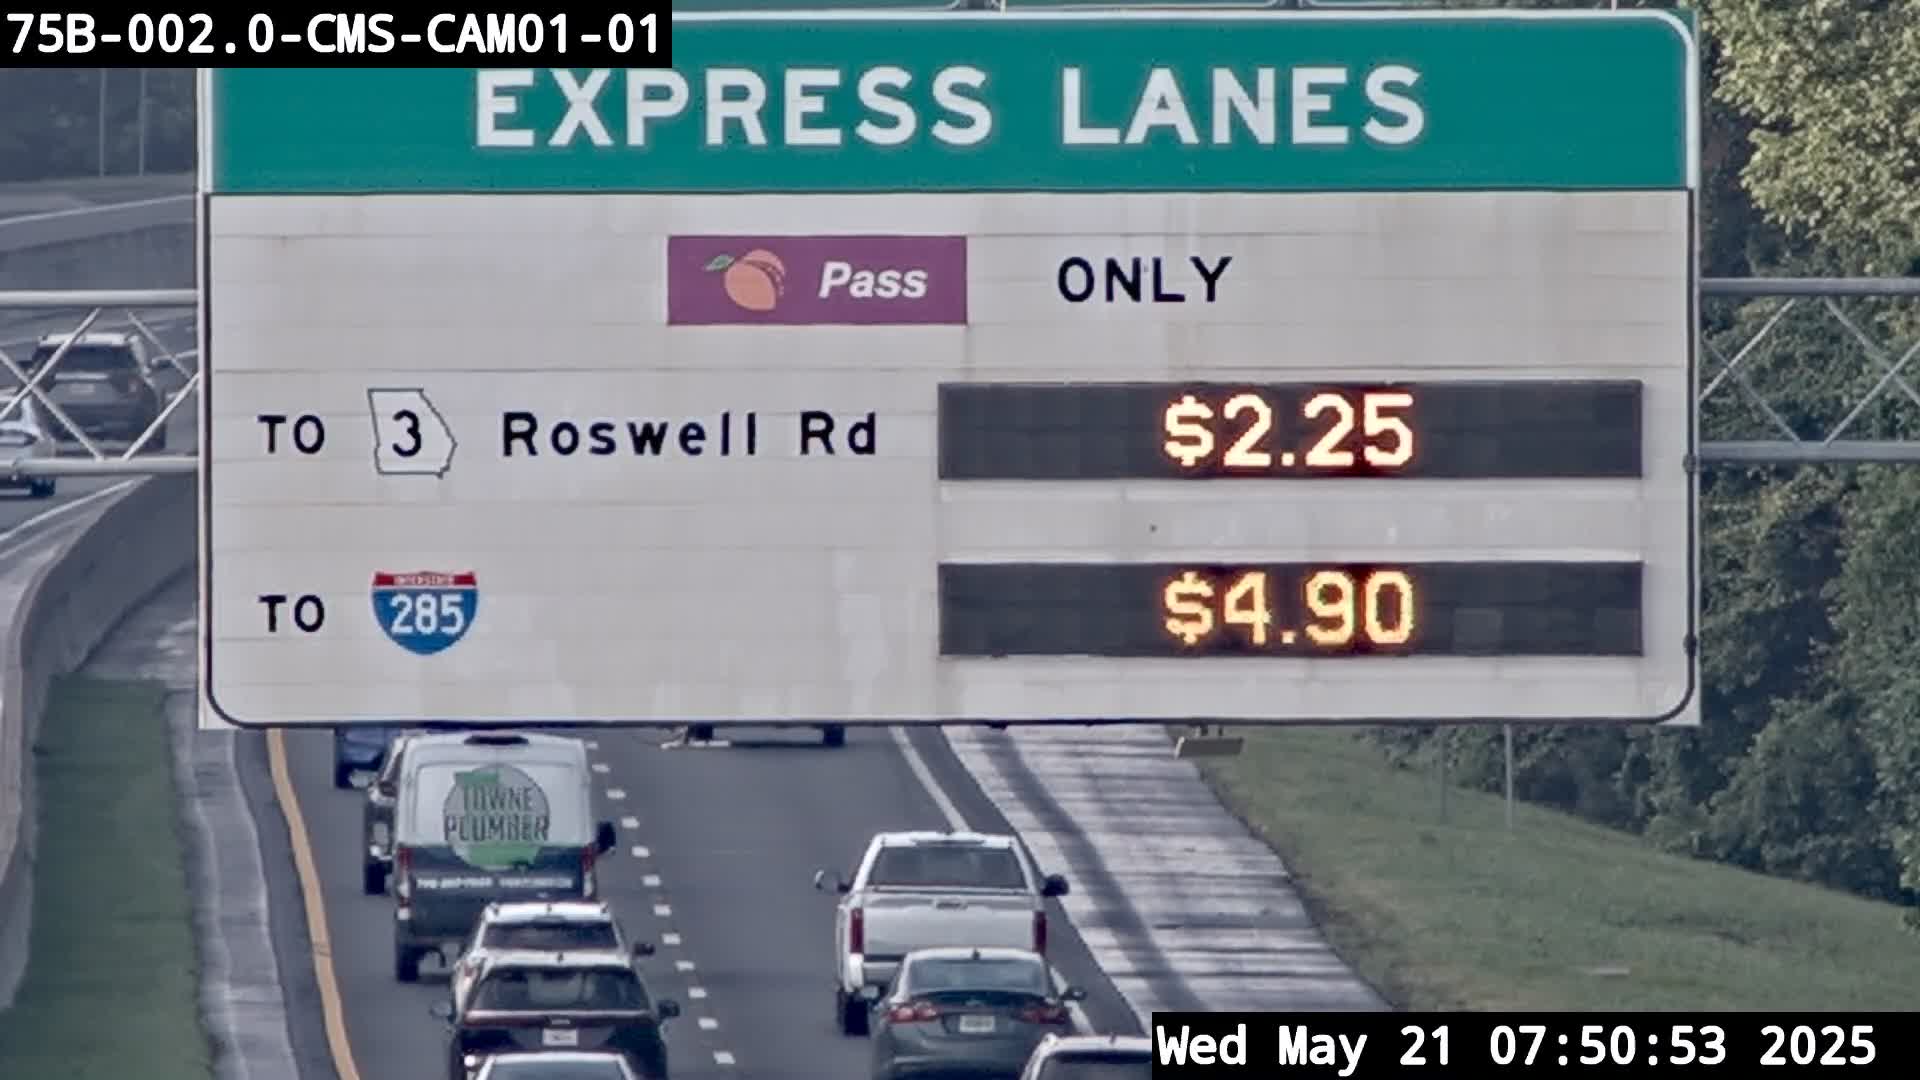 75B-002.0-CMS-CAM01-01
EXPRESS LANES
Pass ONLY
TO 3 Roswell Rd $2.25
INTERSTATE
TO 285 $4.90
TOWNE
PLUMBER
Wed May 21 07:50:53 2025